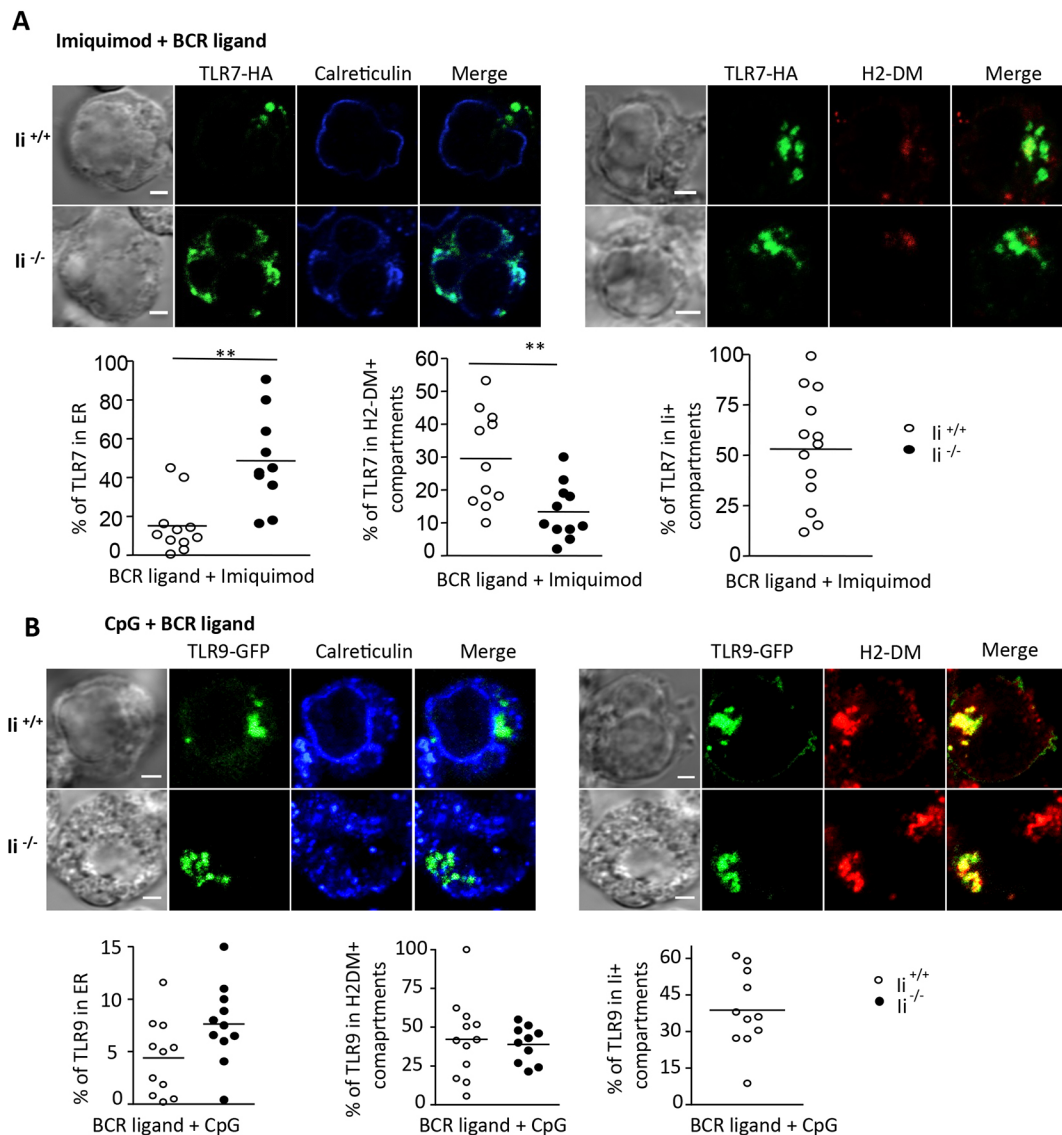 A
Imiquimod + BCR ligand
TLR7-HA Calreticulin Merge
TLR7-HA H2-DM Merge
Ii +/+
Ii -/-
% of TLR7 in ER
100
80
60
40
20
0
**
BCR ligand + Imiquimod
% of TLR7 in H2-DM+
compartments
60
50
40
30
20
10
0
**
BCR ligand + Imiquimod
% of TLR7 in Ii+
compartments
100
75
50
25
0
BCR ligand + Imiquimod
Ii +/+
Ii -/-
B
CpG + BCR ligand
TLR9-GFP Calreticulin Merge
TLR9-GFP H2-DM Merge
Ii +/+
Ii -/-
% of TLR9 in ER
15
10
5
0
BCR ligand + CpG
% of TLR9 in H2DM+
comaprtments
100
75
50
25
0
BCR ligand + CpG
% of TLR9 in Ii+
compartments
60
45
30
15
0
BCR ligand + CpG
Ii +/+
Ii -/-